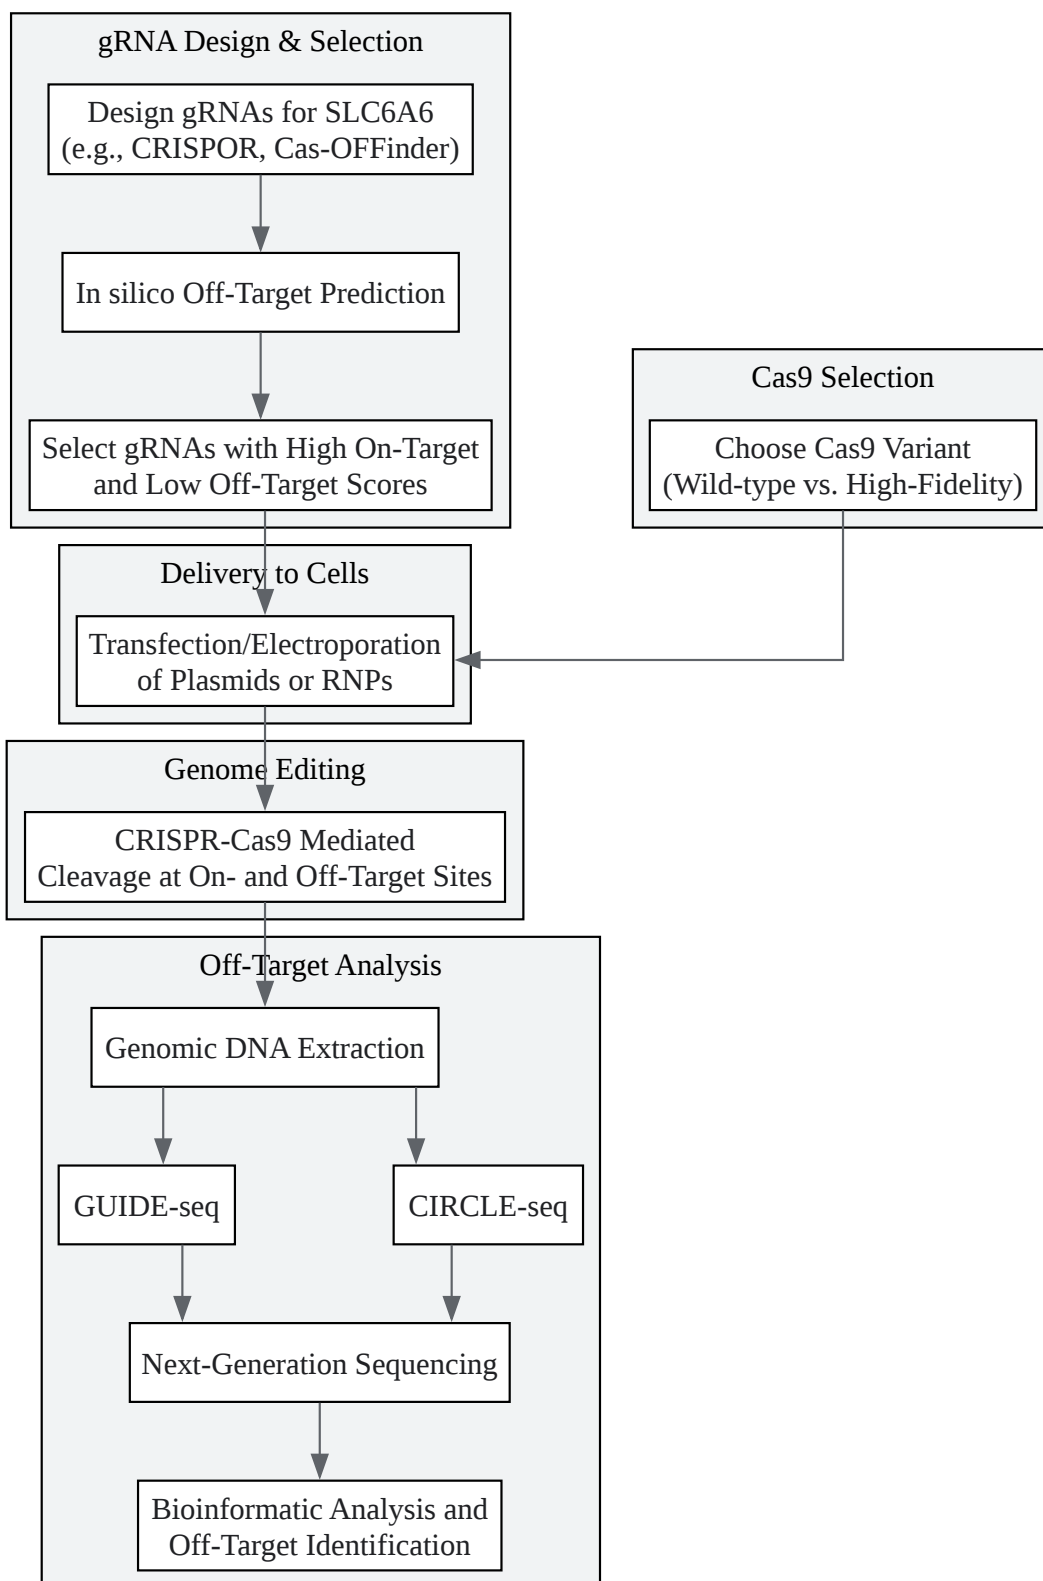 gRNA Design & Selection
Design gRNAs for SLC6A6
(e.g., CRISPOR, Cas-OFFinder)
In silico Off-Target Prediction
Select gRNAs with High On-Target
and Low Off-Target Scores
Cas9 Selection
Choose Cas9 Variant
(Wild-type vs. High-Fidelity)
Delivery to Cells
Transfection/Electroporation
of Plasmids or RNPs
Genome Editing
CRISPR-Cas9 Mediated
Cleavage at On- and Off-Target Sites
Off-Target Analysis
Genomic DNA Extraction
GUIDE-seq
CIRCLE-seq
Next-Generation Sequencing
Bioinformatic Analysis and
Off-Target Identification